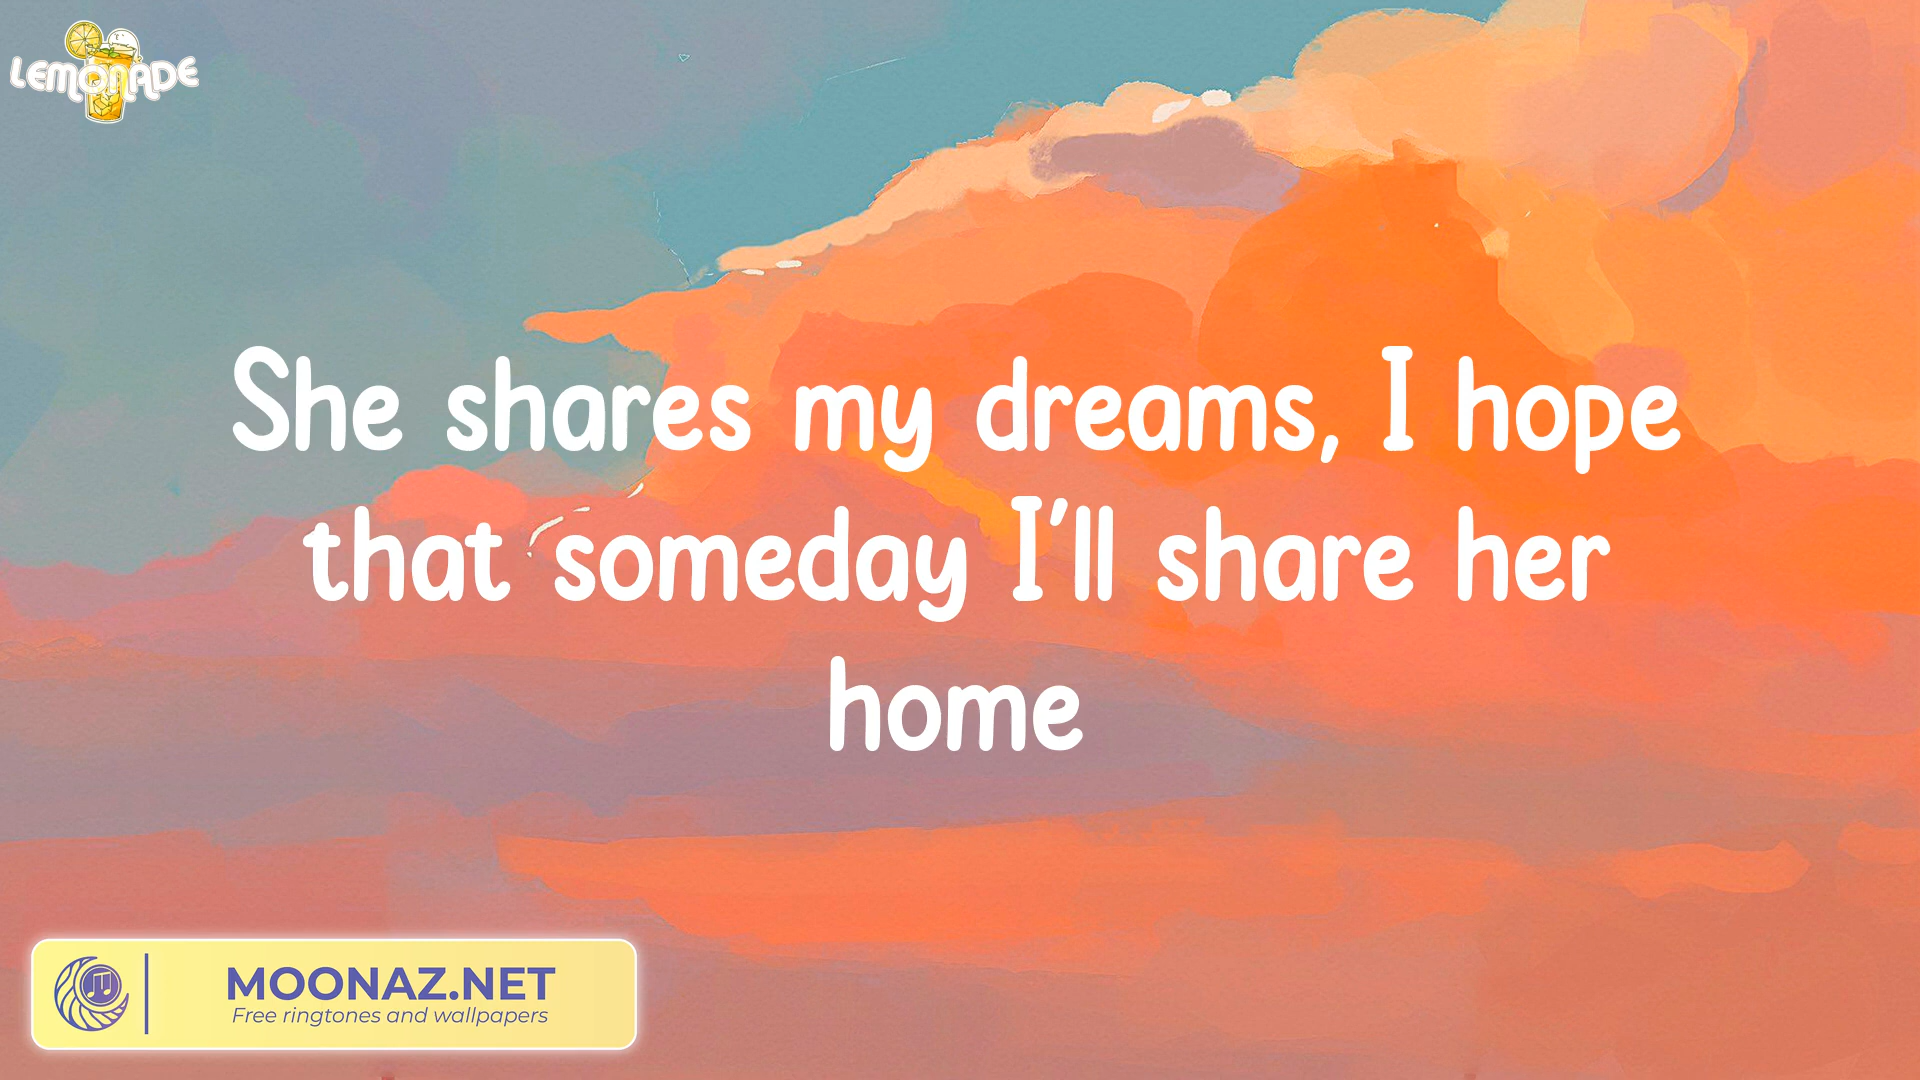 LEMONADE
She shares my dreams, I hope
that someday I'll share her
home
MOONAZ.NET
Free ringtones and wallpapers